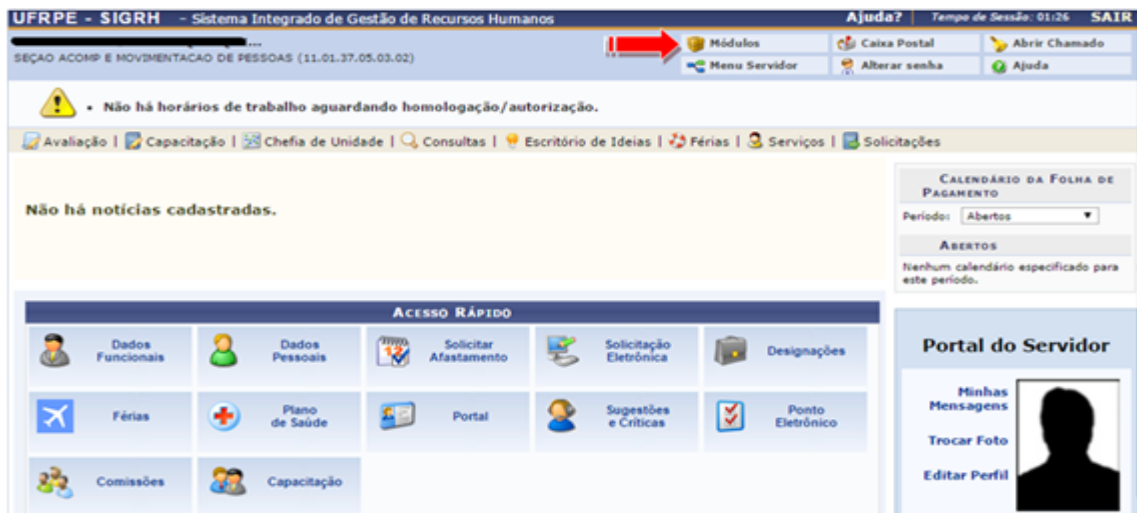 UFRPE - SIGRH - Sistema Integrado de Gestão de Recursos Humanos Ajuda? Tempo de Sessão: 01:26 SAIR
...
SEÇAO ACOMP E MOVIMENTACAO DE PESSOAS (11.01.37.05.03.02)
Módulos Caixa Postal Abrir Chamado
Menu Servidor Alterar senha Ajuda
• Não há horários de trabalho aguardando homologação/autorização.
Avaliação | Capacitação | Chefia de Unidade | Consultas | Escritório de Ideias | Férias | Serviços | Solicitações
Não há notícias cadastradas.
CALENDÁRIO DA FOLHA DE
PAGAMENTO
Período: Abertos
ABERTOS
Nenhum calendário especificado para
este período.
ACESSO RÁPIDO
Dados
Funcionais
Dados
Pessoais
Solicitar
Afastamento
Solicitação
Eletrônica
Designações
Férias
Plano
de Saúde
Portal
Sugestões
e Críticas
Ponto
Eletrônico
Comissões
Capacitação
Portal do Servidor
Minhas
Mensagens
Trocar Foto
Editar Perfil